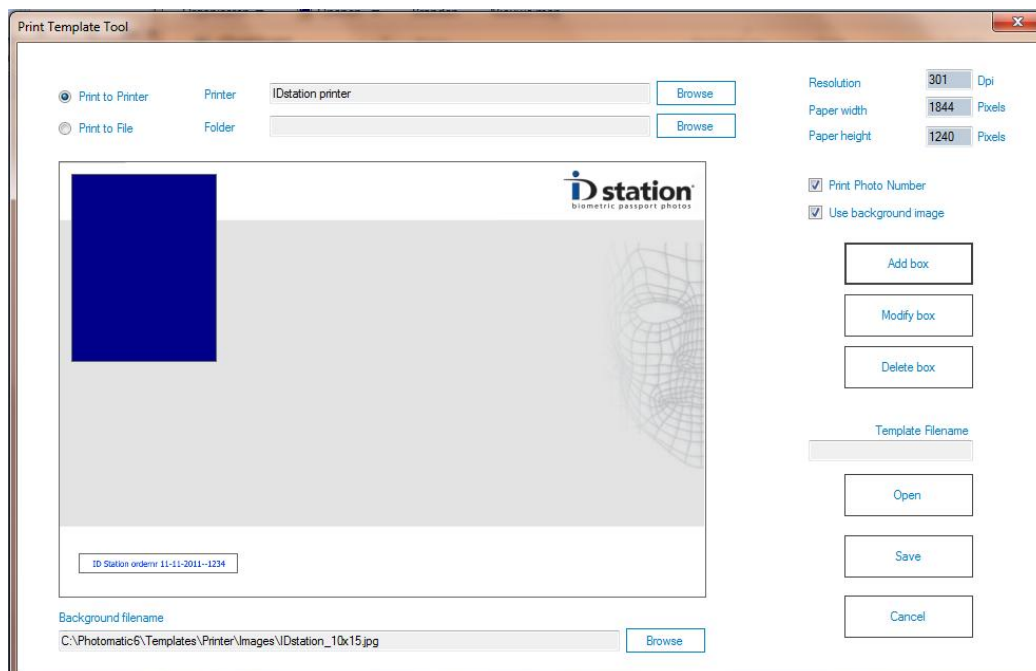 Print Template Tool
Print to Printer Printer IDstation printer Browse
Print to File Folder Browse
Resolution 301 Dpi
Paper width 1844 Pixels
Paper height 1240 Pixels
Print Photo Number
Use background image
iD station
biometric passport photos
Add box
Modify box
Delete box
Template Filename
Open
Save
Cancel
ID Station ordernr 11-11-2011--1234
Background filename
C:\Photomatic6\Templates\Printer\Images\IDstation_10x15.jpg Browse